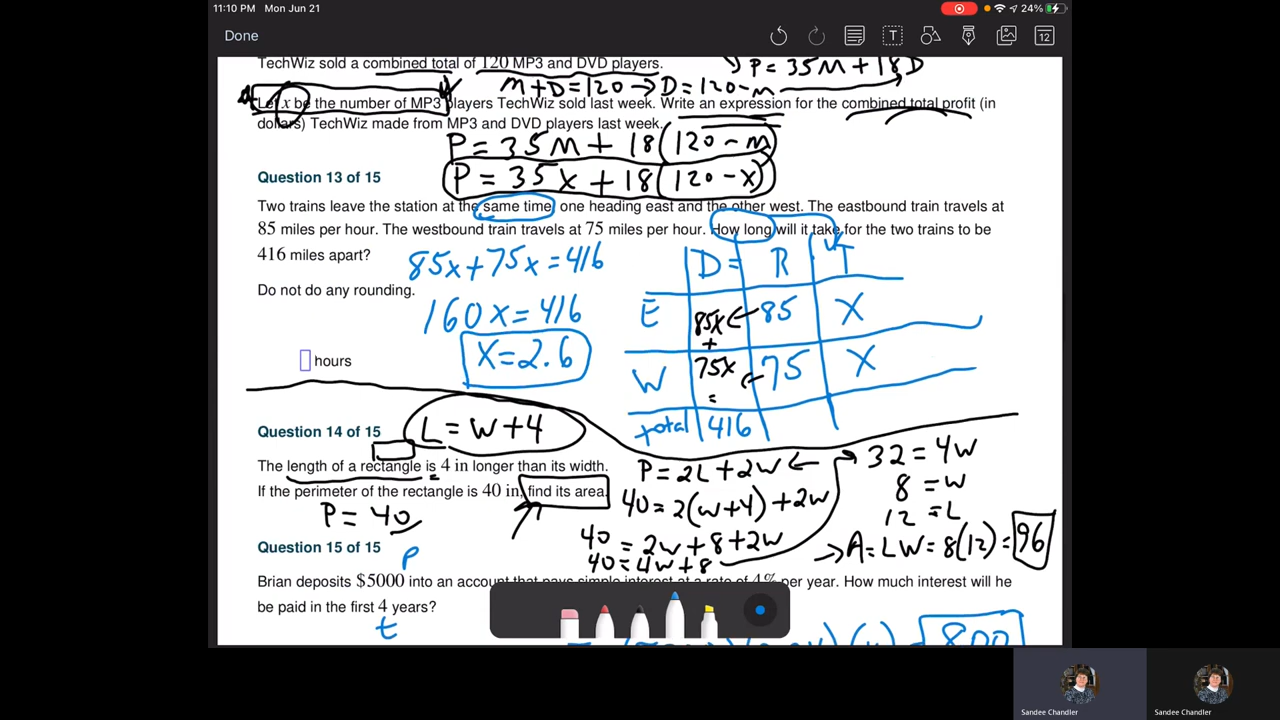 11:10 PM Mon Jun 21
24%
Done
T
12
TechWiz sold a combined total of 120 MP3 and DVD players.
P = 35M + 18D
M+D=120 → D=120-M
Let x be the number of MP3 players TechWiz sold last week. Write an expression for the combined total profit (in
dollars) TechWiz made from MP3 and DVD players last week.
P = 35M + 18(120-M)
P = 35x + 18(120-x)
Question 13 of 15
Two trains leave the station at the same time, one heading east and the other west. The eastbound train travels at
85 miles per hour. The westbound train travels at 75 miles per hour. How long will it take for the two trains to be
416 miles apart?
85x+75x=416
D= R T
Do not do any rounding.
160x=416
E 85x ← 85 x
+
X=2.6
hours
W 75x ← 75 x
=
total 416
Question 14 of 15
L = W+4
The length of a rectangle is 4 in longer than its width.
If the perimeter of the rectangle is 40 in, find its area.
P = 40
P=2L+2W ←
40=2(W+4)+2W
40 = 2W+8+2W
40=4W+8
→ 32=4W
8 =W
12 =L
→ A=LW=8(12)=96
Question 15 of 15
P
Brian deposits $5000 into an account that pays simple interest at a rate of 4% per year. How much interest will he
be paid in the first 4 years?
t
800
Sandee Chandler
Sandee Chandler